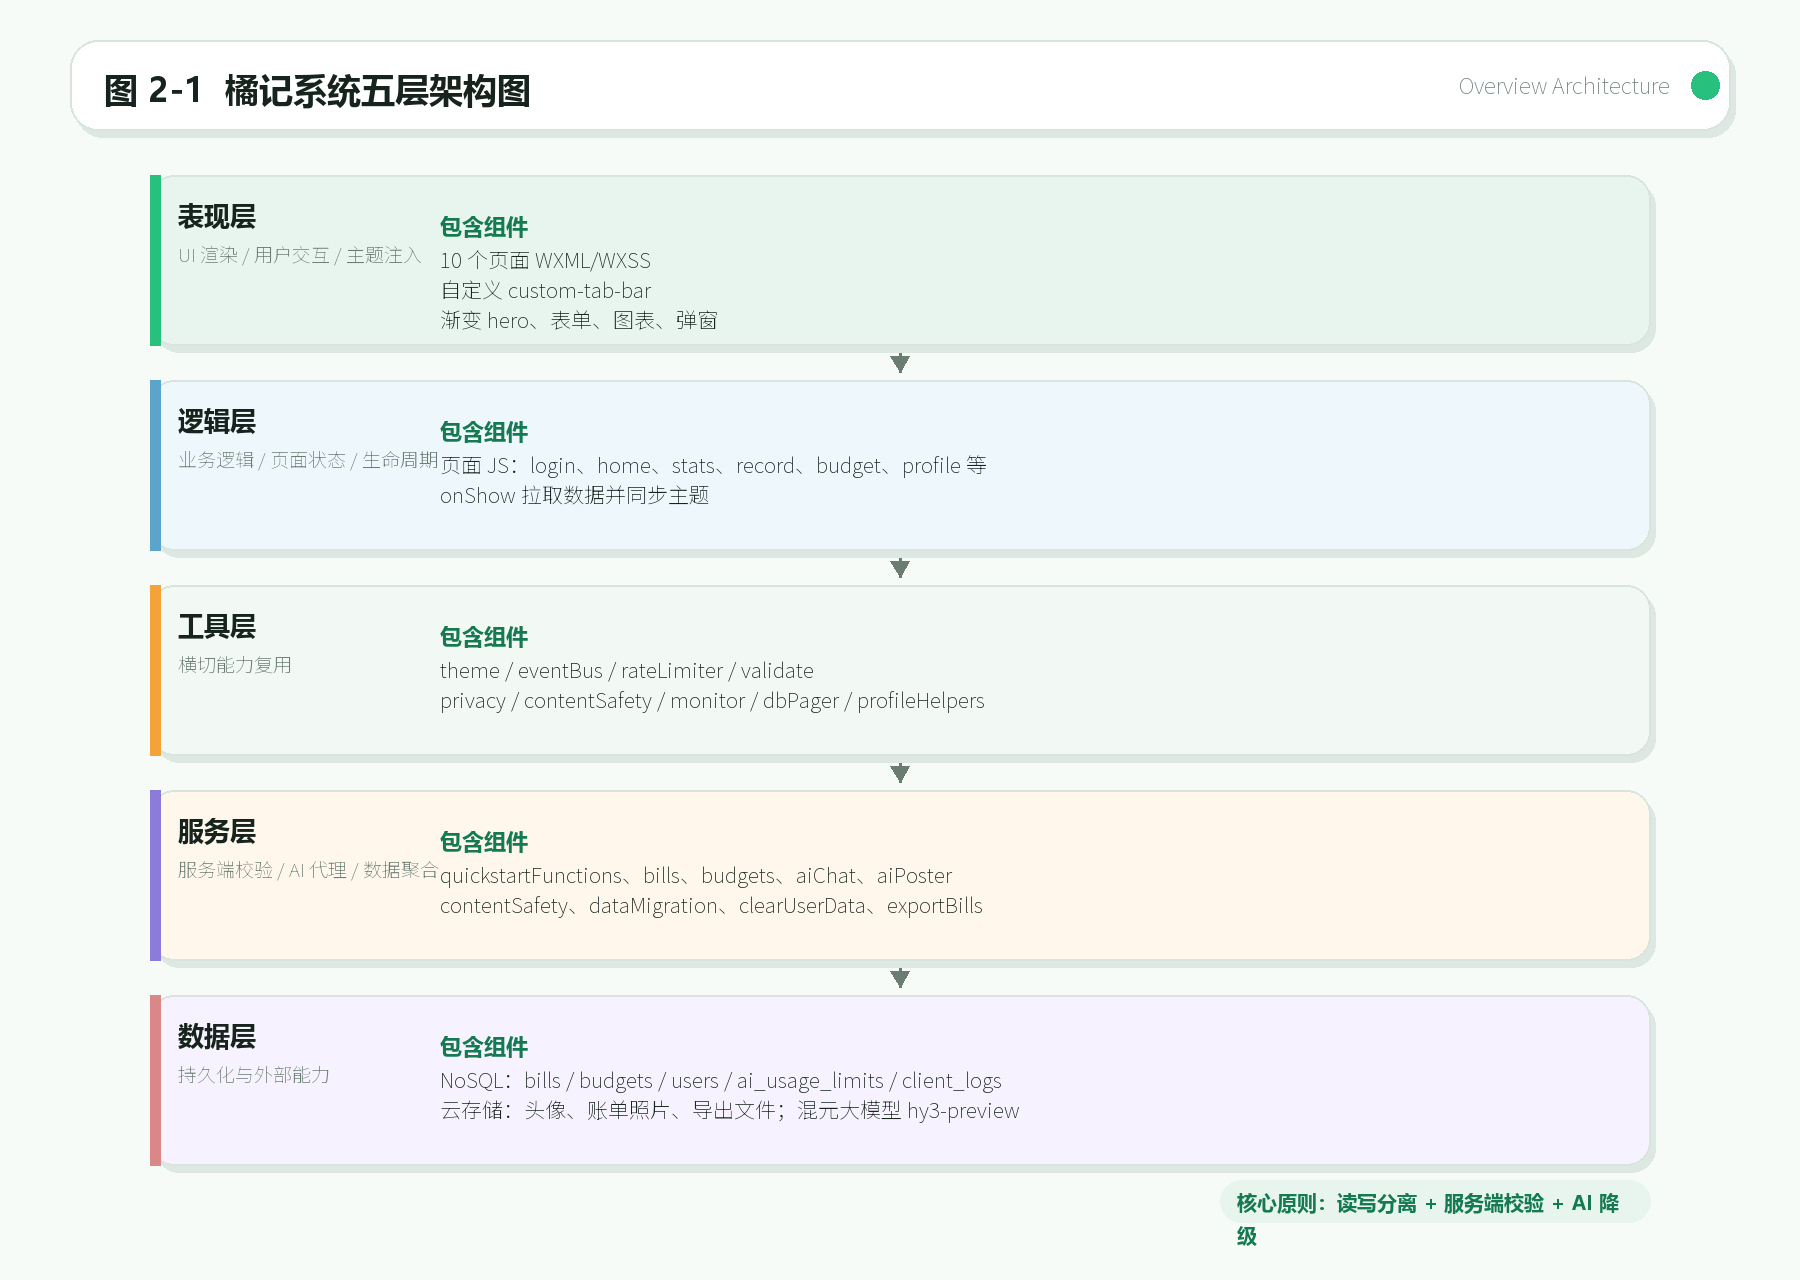 图 2-1 橘记系统五层架构图
Overview Architecture
表现层
UI 渲染 / 用户交互 / 主题注入
包含组件
10 个页面 WXML/WXSS
自定义 custom-tab-bar
渐变 hero、表单、图表、弹窗
逻辑层
业务逻辑 / 页面状态 / 生命周期
包含组件
页面 JS：login、home、stats、record、budget、profile 等
onShow 拉取数据并同步主题
工具层
横切能力复用
包含组件
theme / eventBus / rateLimiter / validate
privacy / contentSafety / monitor / dbPager / profileHelpers
服务层
服务端校验 / AI 代理 / 数据聚合
包含组件
quickstartFunctions、bills、budgets、aiChat、aiPoster
contentSafety、dataMigration、clearUserData、exportBills
数据层
持久化与外部能力
包含组件
NoSQL：bills / budgets / users / ai_usage_limits / client_logs
云存储：头像、账单照片、导出文件；混元大模型 hy3-preview
核心原则：读写分离 + 服务端校验 + AI 降
级